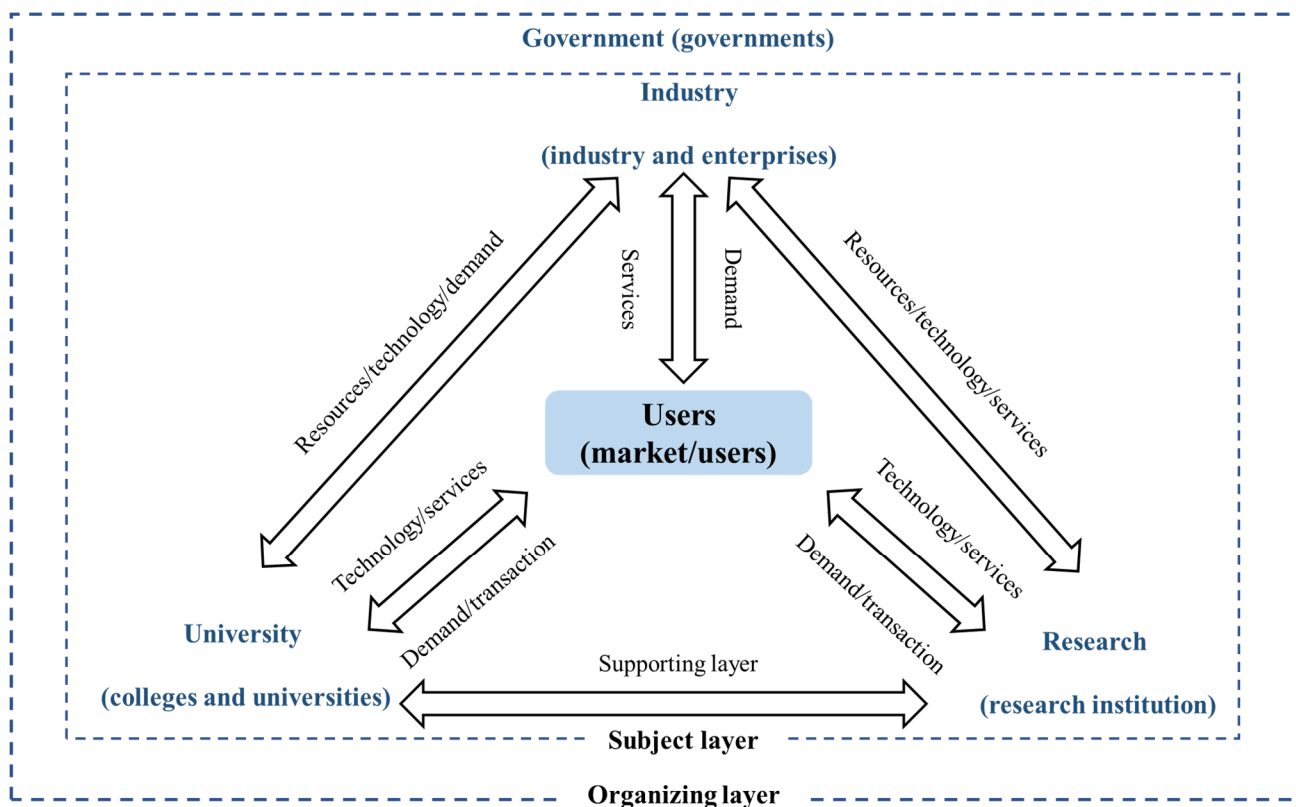 Government (governments)
Industry
(industry and enterprises)
Resources/technology/demand
Services
Demand
Resources/technology/services
Users
(market/users)
Technology/services
Demand/transaction
Technology/services
Demand/transaction
University
(colleges and universities)
Supporting layer
Research
(research institution)
Subject layer
Organizing layer